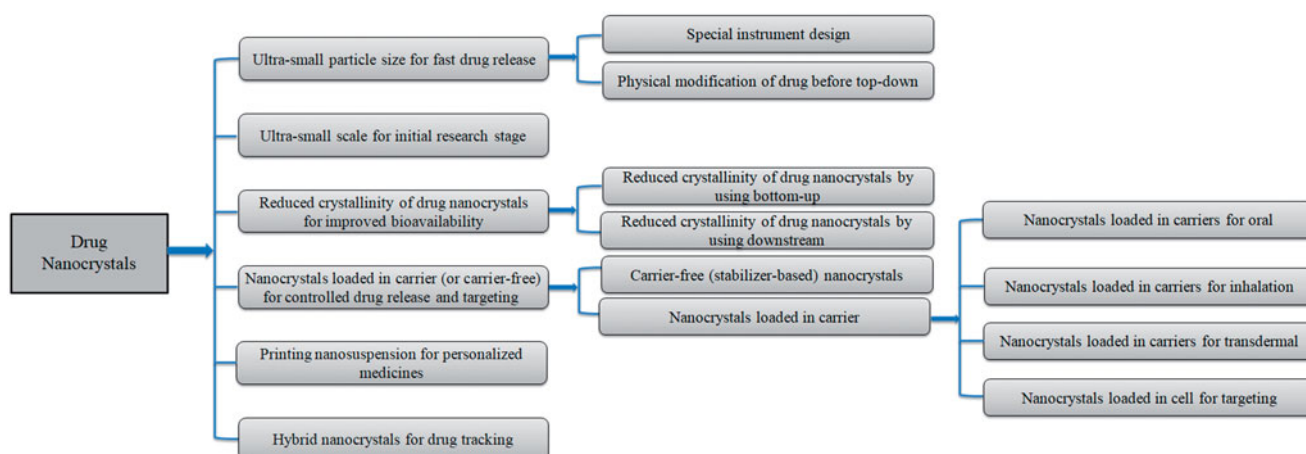 Drug
Nanocrystals
Ultra-small particle size for fast drug release
Special instrument design
Physical modification of drug before top-down
Ultra-small scale for initial research stage
Reduced crystallinity of drug nanocrystals
for improved bioavailability
Reduced crystallinity of drug nanocrystals by
using bottom-up
Reduced crystallinity of drug nanocrystals by
using downstream
Nanocrystals loaded in carrier (or carrier-free)
for controlled drug release and targeting
Carrier-free (stabilizer-based) nanocrystals
Nanocrystals loaded in carrier
Nanocrystals loaded in carriers for oral
Nanocrystals loaded in carriers for inhalation
Nanocrystals loaded in carriers for transdermal
Nanocrystals loaded in cell for targeting
Printing nanosuspension for personalized
medicines
Hybrid nanocrystals for drug tracking